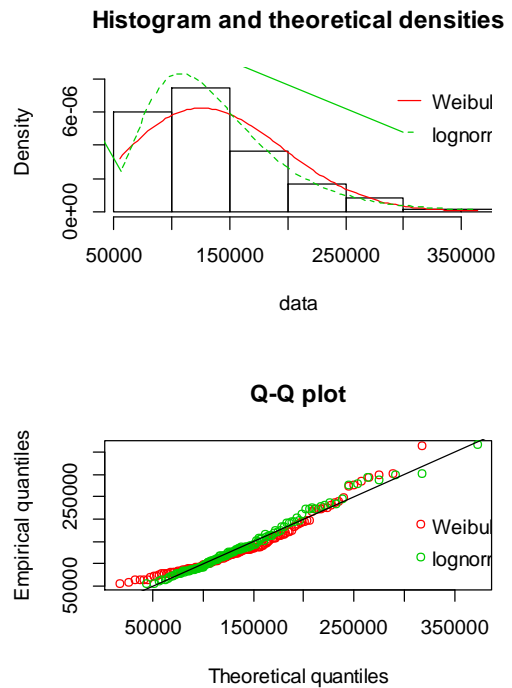 Histogram and theoretical densities
Density
0e+00
6e-06
Weibul
lognorr
50000 150000 250000 350000
data
Q-Q plot
Empirical quantiles
50000
250000
Weibul
lognorr
50000 150000 250000 350000
Theoretical quantiles